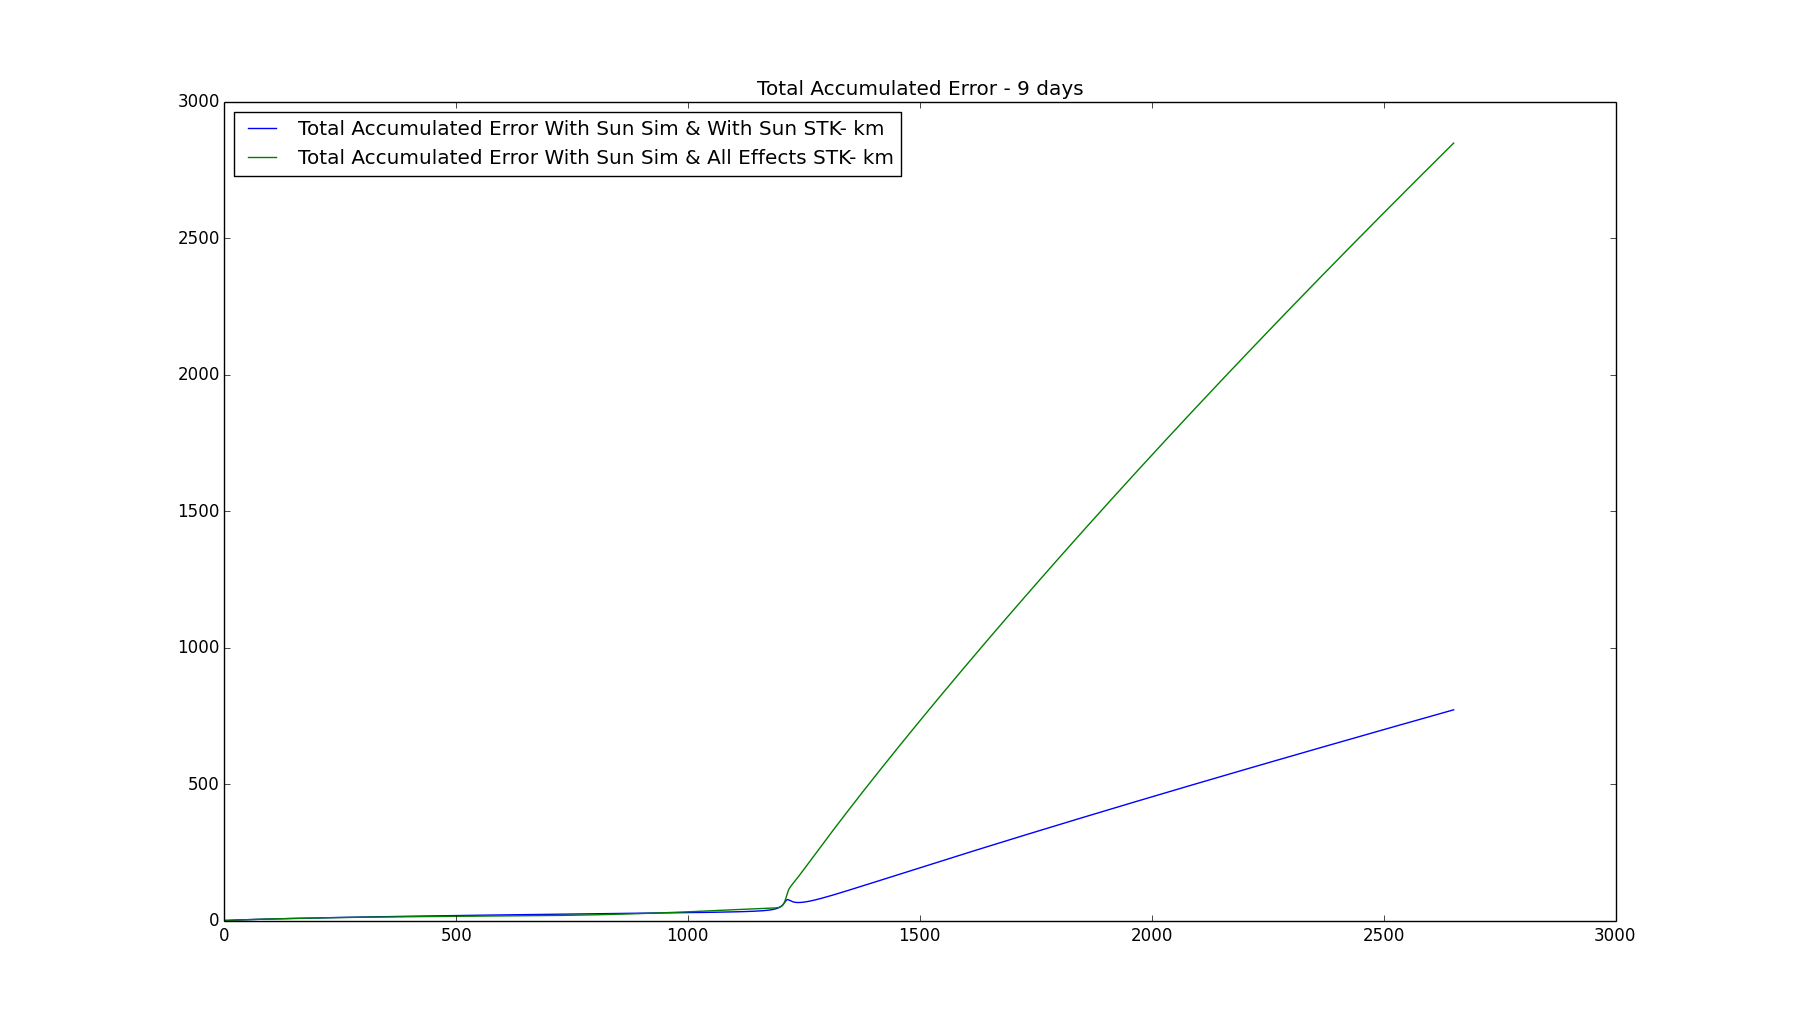 Total Accumulated Error - 9 days
Total Accumulated Error With Sun Sim & With Sun STK- km
Total Accumulated Error With Sun Sim & All Effects STK- km
3000
2500
2000
1500
1000
500
0
0 500 1000 1500 2000 2500 3000